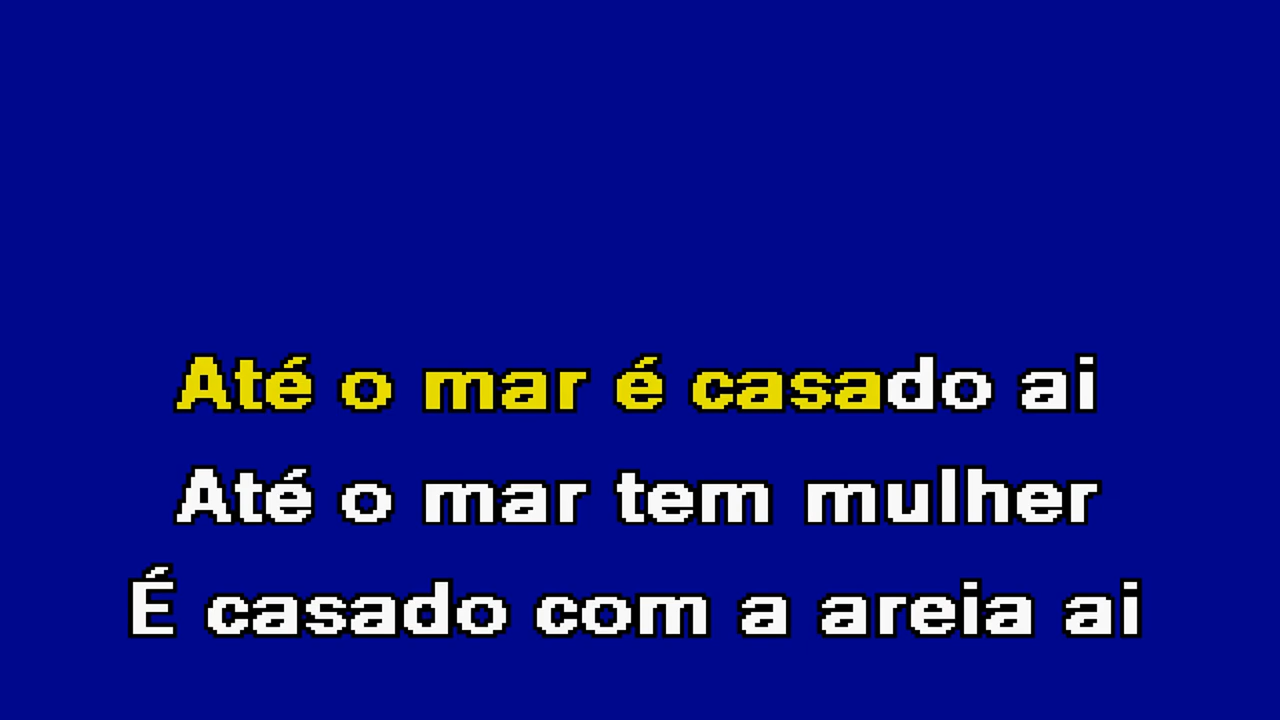 Até o mar é casado ai
Até o mar tem mulher
É casado com a areia ai